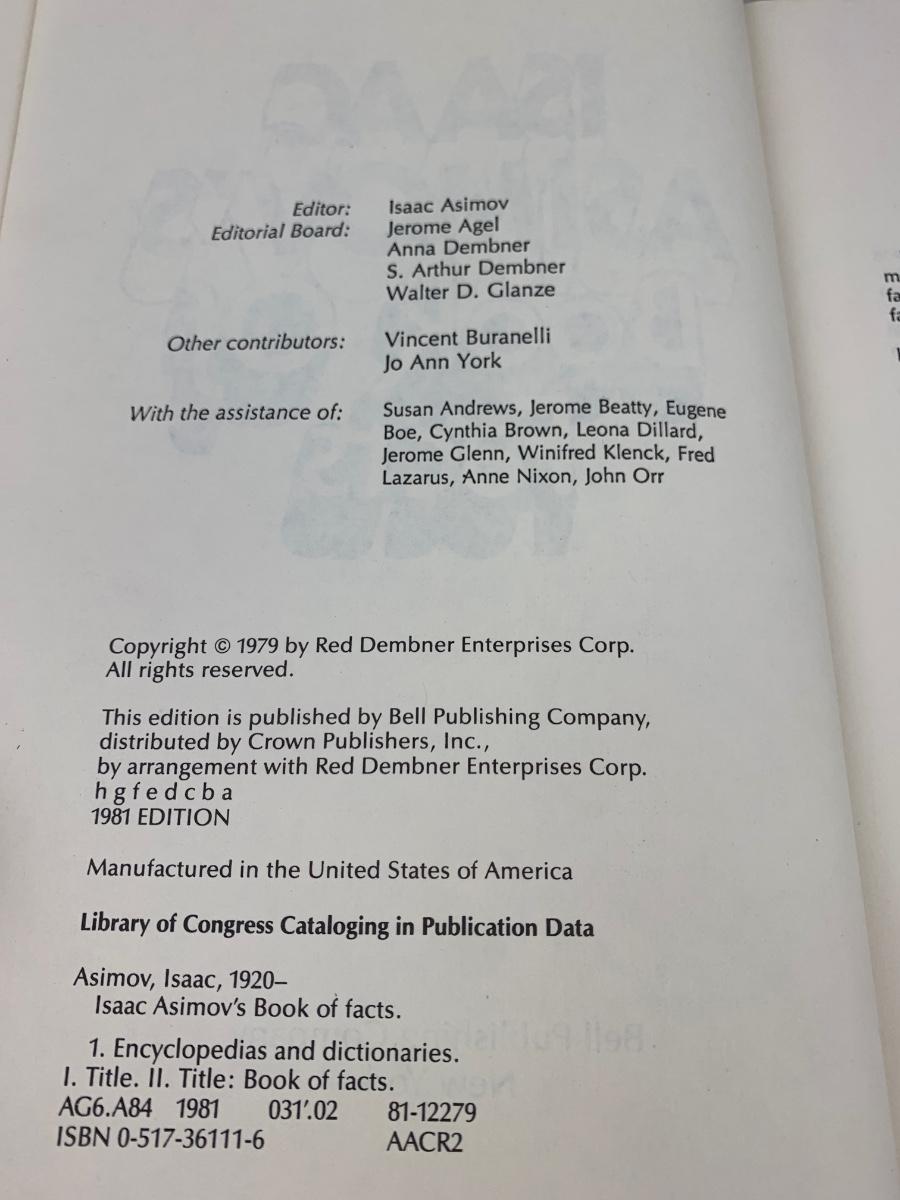 Editor: Isaac Asimov
Editorial Board: Jerome Agel
Anna Dembner
S. Arthur Dembner
Walter D. Glanze
Other contributors: Vincent Buranelli
Jo Ann York
With the assistance of: Susan Andrews, Jerome Beatty, Eugene
Boe, Cynthia Brown, Leona Dillard,
Jerome Glenn, Winifred Klenck, Fred
Lazarus, Anne Nixon, John Orr
Copyright © 1979 by Red Dembner Enterprises Corp.
All rights reserved.
This edition is published by Bell Publishing Company,
distributed by Crown Publishers, Inc.,
by arrangement with Red Dembner Enterprises Corp.
h g f e d c b a
1981 EDITION
Manufactured in the United States of America
Library of Congress Cataloging in Publication Data
Asimov, Isaac, 1920–
Isaac Asimov's Book of facts.
1. Encyclopedias and dictionaries.
I. Title. II. Title: Book of facts.
AG6.A84 1981 031'.02 81-12279
ISBN 0-517-36111-6 AACR2